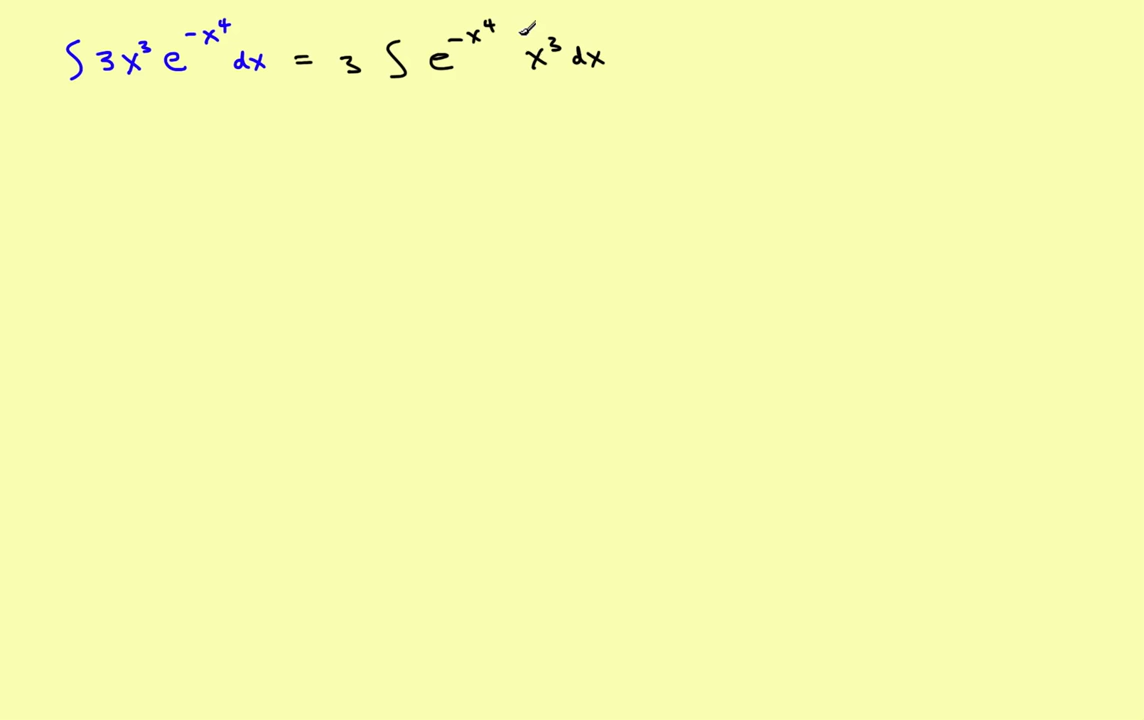 ∫ 3x³ e^{-x⁴} dx = 3 ∫ e^{-x⁴} x³ dx